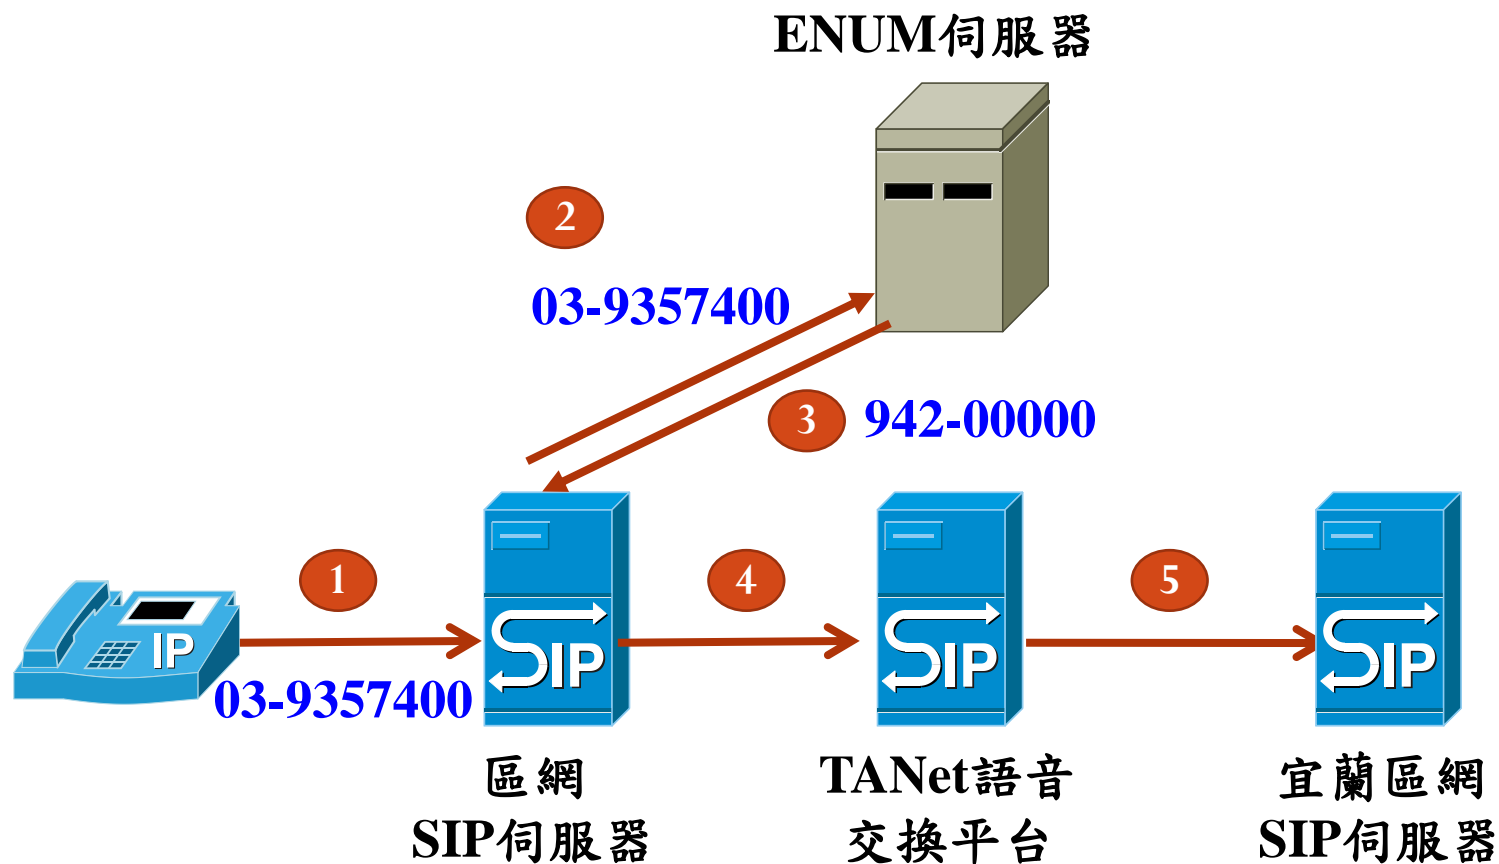 ENUM伺服器
2
03-9357400
3 942-00000
1
4
5
IP
SIP
SIP
SIP
03-9357400
區網
SIP伺服器
TANet語音
交換平台
宜蘭區網
SIP伺服器